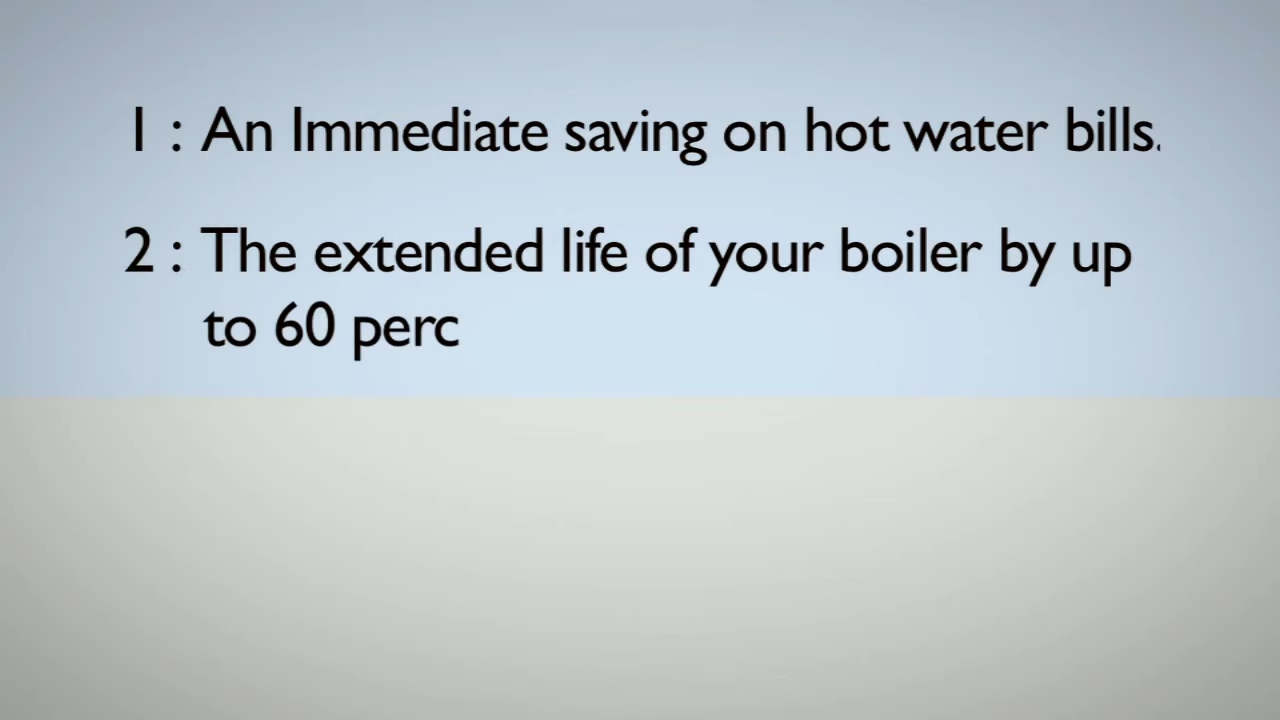 1 : An Immediate saving on hot water bills.
2 : The extended life of your boiler by up
to 60 perc